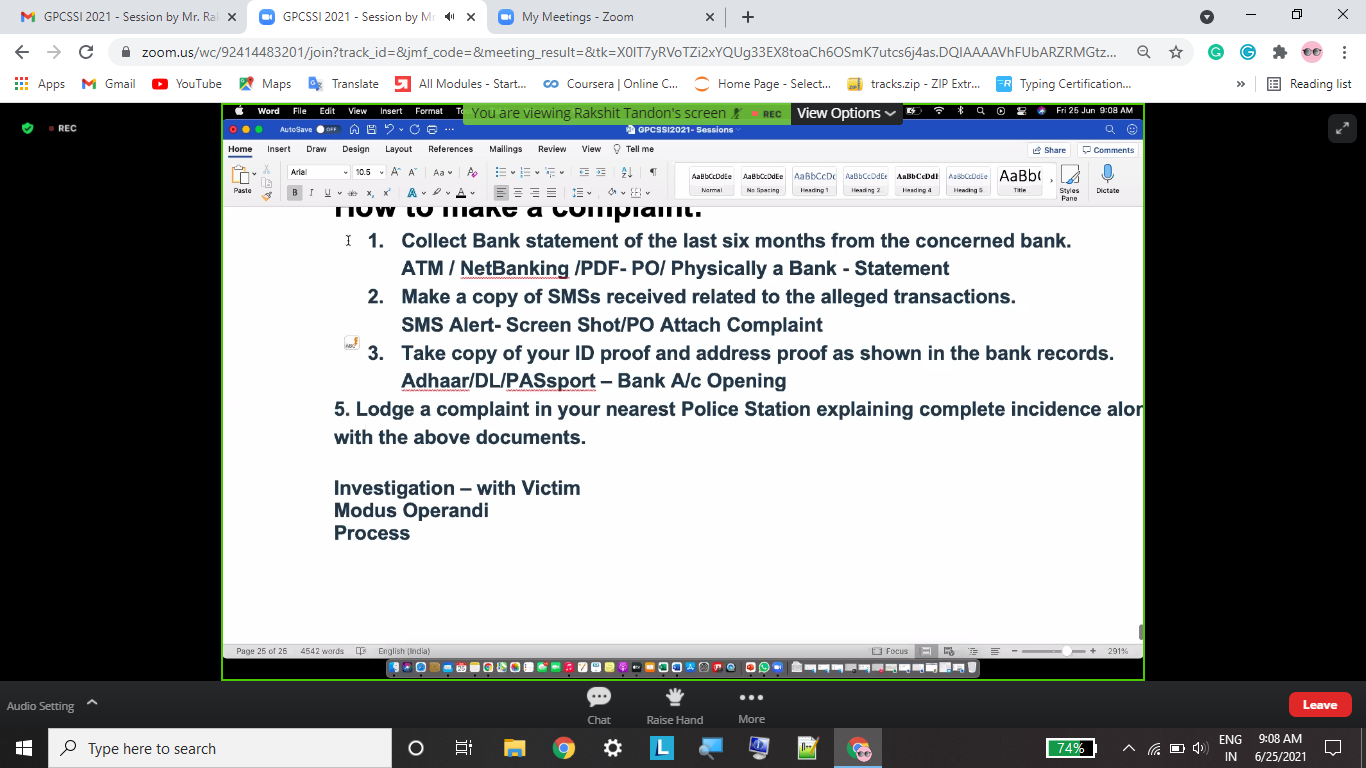 GPCSSI 2021 - Session by Mr. Ra
GPCSSI 2021 - Session by Mr
My Meetings - Zoom
zoom.us/wc/92414483201/join?track_id=&jmf_code=&meeting_result=&tk=X0IT7yRVoTZi2xYQUg33EX8toaCh6OSmK7utcs6j4as.DQIAAAAVhFUbARZRMGtz...
Apps
Gmail
YouTube
Maps
Translate
All Modules - Start...
Coursera | Online C...
Home Page - Select...
tracks.zip - ZIP Extr...
Typing Certification...
»
Reading list
REC
Word File Edit View Insert Format
You are viewing Rakshit Tandon's screen
REC
View Options
Fri 25 Jun 9:08 AM
AutoSave OFF
GPCSSI2021- Sessions
Home Insert Draw Design Layout References Mailings Review View Tell me
Share
Comments
Paste
Arial
10.5
AaBbCcDdEe
Normal
AaBbCcDdEe
No Spacing
AaBbCcDc
Heading 1
AaBbCcDdEe
Heading 2
AaBbCcDdI
Heading 4
AaBbCcDdEe
Heading 5
AaBb(
Title
Styles
Pane
Dictate
How to make a complaint:
1. Collect Bank statement of the last six months from the concerned bank.
ATM / NetBanking /PDF- PO/ Physically a Bank - Statement
2. Make a copy of SMSs received related to the alleged transactions.
SMS Alert- Screen Shot/PO Attach Complaint
3. Take copy of your ID proof and address proof as shown in the bank records.
Adhaar/DL/PASsport – Bank A/c Opening
5. Lodge a complaint in your nearest Police Station explaining complete incidence alon
with the above documents.
Investigation – with Victim
Modus Operandi
Process
Page 25 of 25
4542 words
English (India)
Focus
291%
Audio Setting
Chat
Raise Hand
More
Leave
Type here to search
74%
ENG
IN
9:08 AM
6/25/2021